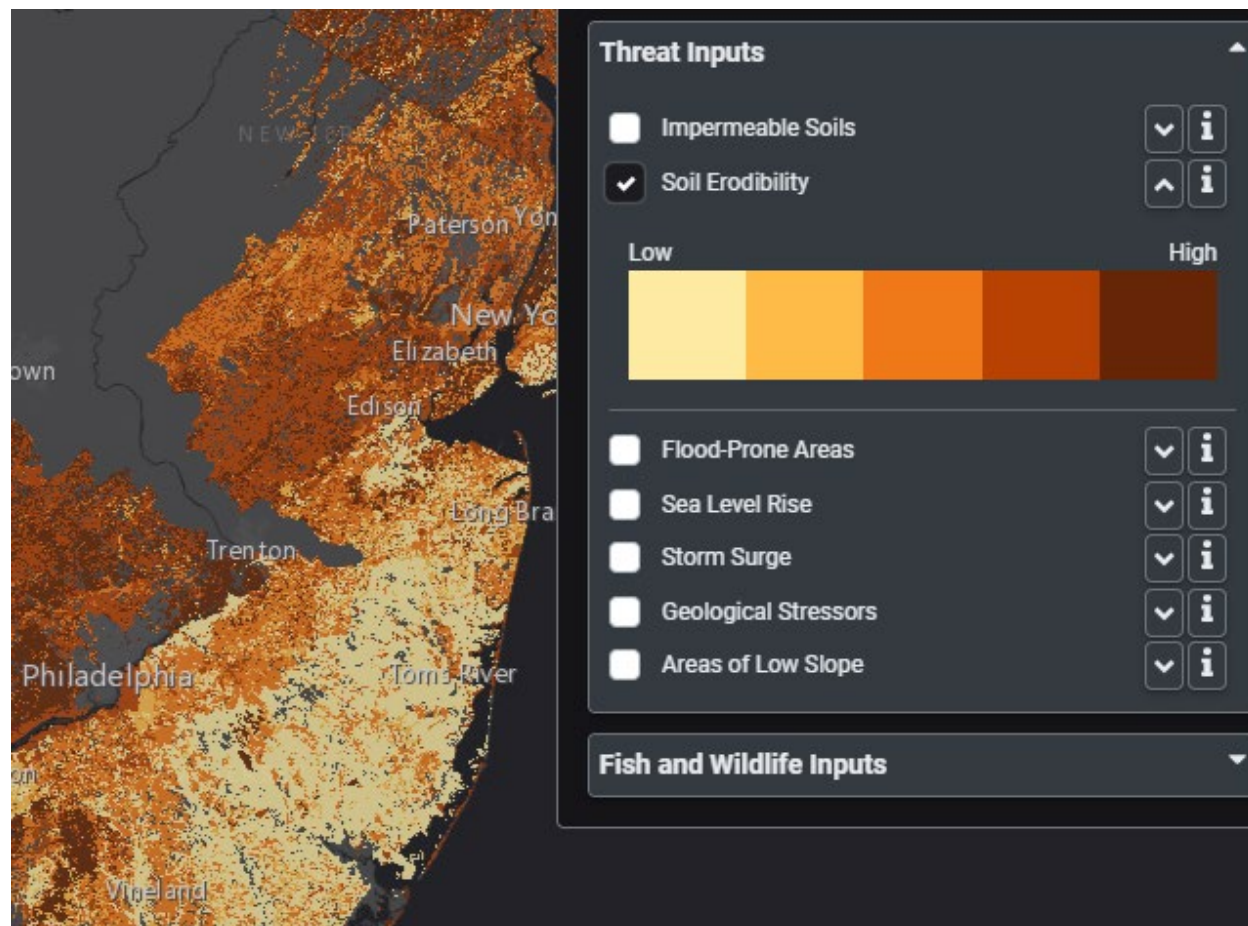 NEW JERSEY
Paterson
Yon
New Yo
Elizabeth
own
Edison
Long Bra
Trenton
Philadelphia
Toms River
on
Vineland
Threat Inputs
Impermeable Soils
i
Soil Erodibility
i
Low High
Flood-Prone Areas
i
Sea Level Rise
i
Storm Surge
i
Geological Stressors
i
Areas of Low Slope
i
Fish and Wildlife Inputs